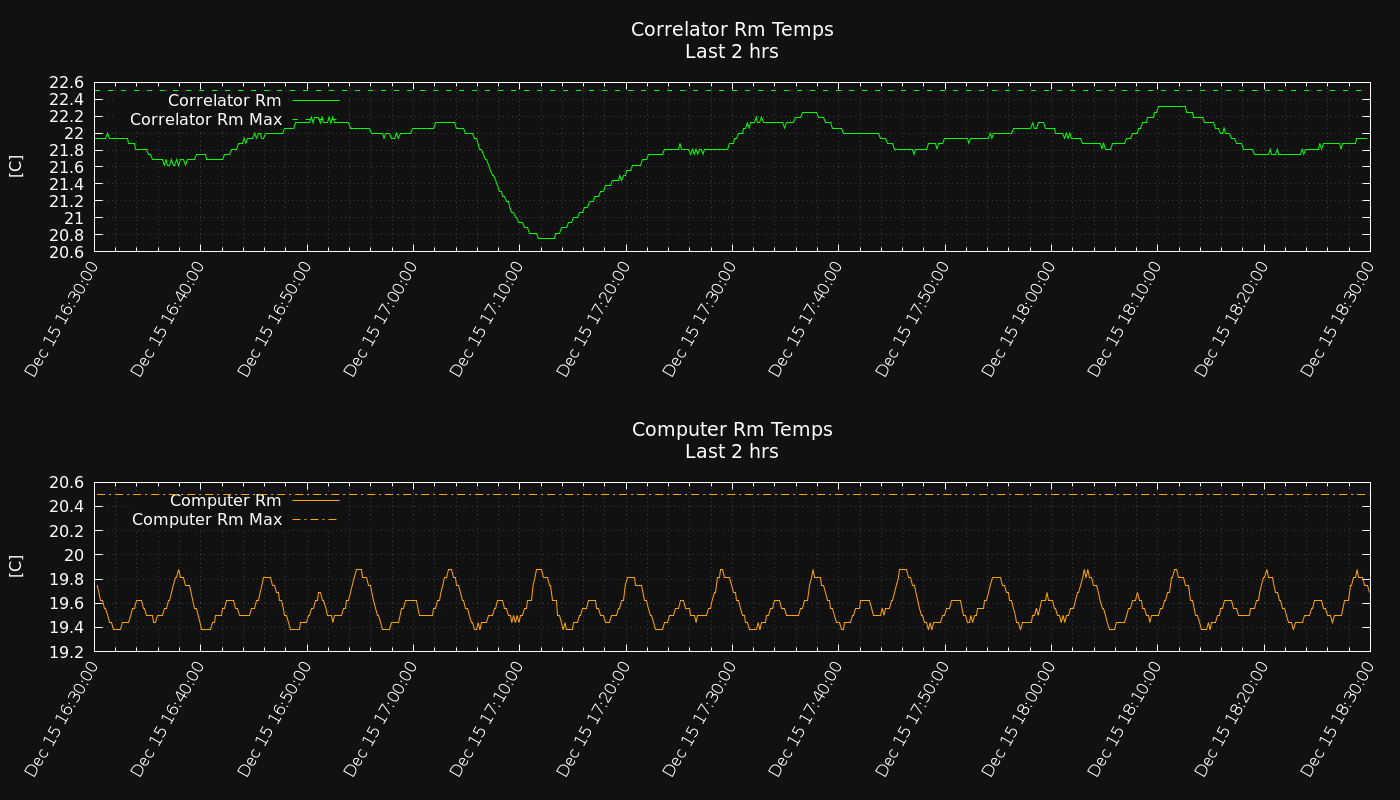 Correlator Rm Temps
Last 2 hrs
22.6
22.4
22.2
22
21.8
21.6
21.4
21.2
21
20.8
20.6
[C]
Correlator Rm
Correlator Rm Max
Dec 15 16:30:00
Dec 15 16:40:00
Dec 15 16:50:00
Dec 15 17:00:00
Dec 15 17:10:00
Dec 15 17:20:00
Dec 15 17:30:00
Dec 15 17:40:00
Dec 15 17:50:00
Dec 15 18:00:00
Dec 15 18:10:00
Dec 15 18:20:00
Dec 15 18:30:00
Computer Rm Temps
Last 2 hrs
20.6
20.4
20.2
20
19.8
19.6
19.4
19.2
[C]
Computer Rm
Computer Rm Max
Dec 15 16:30:00
Dec 15 16:40:00
Dec 15 16:50:00
Dec 15 17:00:00
Dec 15 17:10:00
Dec 15 17:20:00
Dec 15 17:30:00
Dec 15 17:40:00
Dec 15 17:50:00
Dec 15 18:00:00
Dec 15 18:10:00
Dec 15 18:20:00
Dec 15 18:30:00